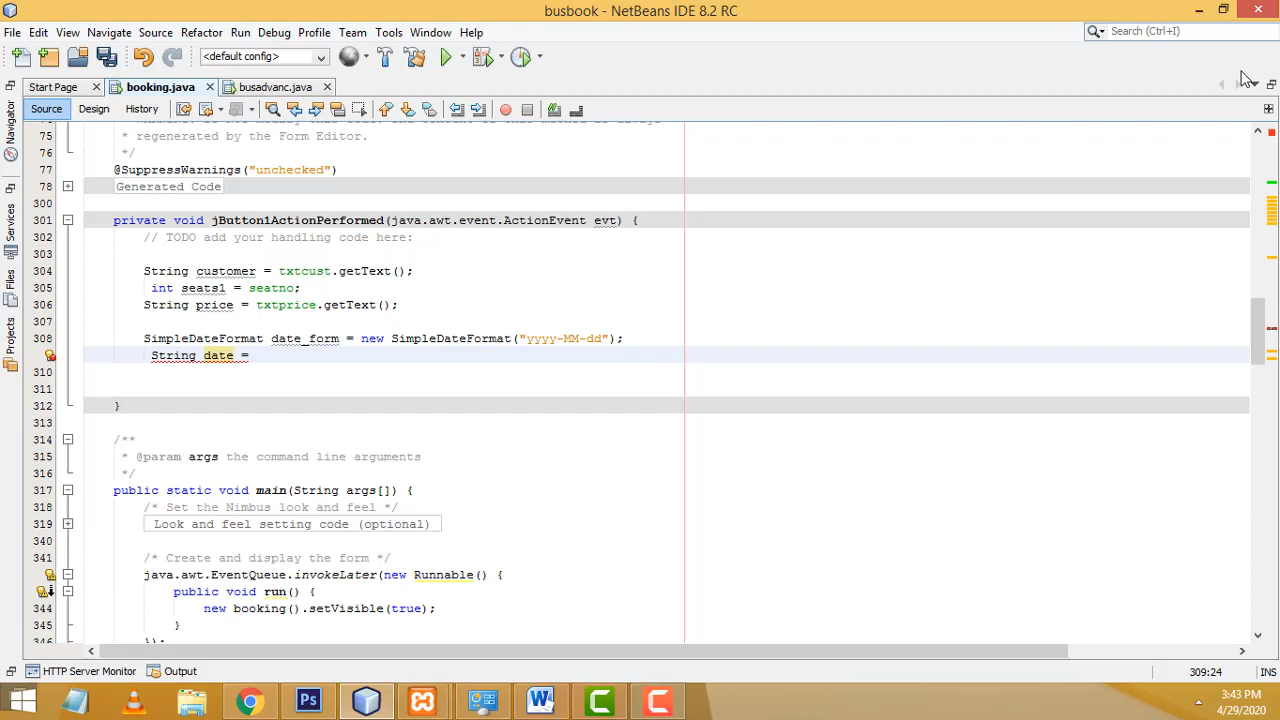 busbook - NetBeans IDE 8.2 RC
File Edit View Navigate Source Refactor Run Debug Profile Team Tools Window Help
Search (Ctrl+I)
<default config>
Start Page booking.java busadvanc.java
Source Design History
Navigator
Services
Files
Projects
75 * regenerated by the Form Editor.
76 */
77 @SuppressWarnings("unchecked")
78 Generated Code
300
301 private void jButton1ActionPerformed(java.awt.event.ActionEvent evt) {
302 // TODO add your handling code here:
303
304 String customer = txtcust.getText();
305 int seats1 = seatno;
306 String price = txtprice.getText();
307
308 SimpleDateFormat date_form = new SimpleDateFormat("yyyy-MM-dd");
String date =
310
311
312 }
313
314 /**
315 * @param args the command line arguments
316 */
317 public static void main(String args[]) {
318 /* Set the Nimbus look and feel */
319 Look and feel setting code (optional)
340
341 /* Create and display the form */
java.awt.EventQueue.invokeLater(new Runnable() {
public void run() {
344 new booking().setVisible(true);
345 }
346 });
HTTP Server Monitor Output
309:24 INS
Ps W C C
3:43 PM
4/29/2020